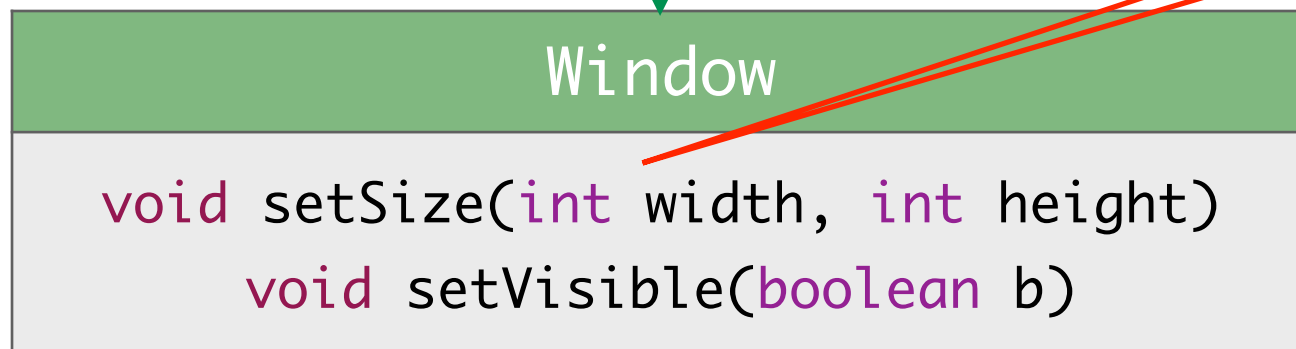 Window
void setSize(int width, int height)
void setVisible(boolean b)